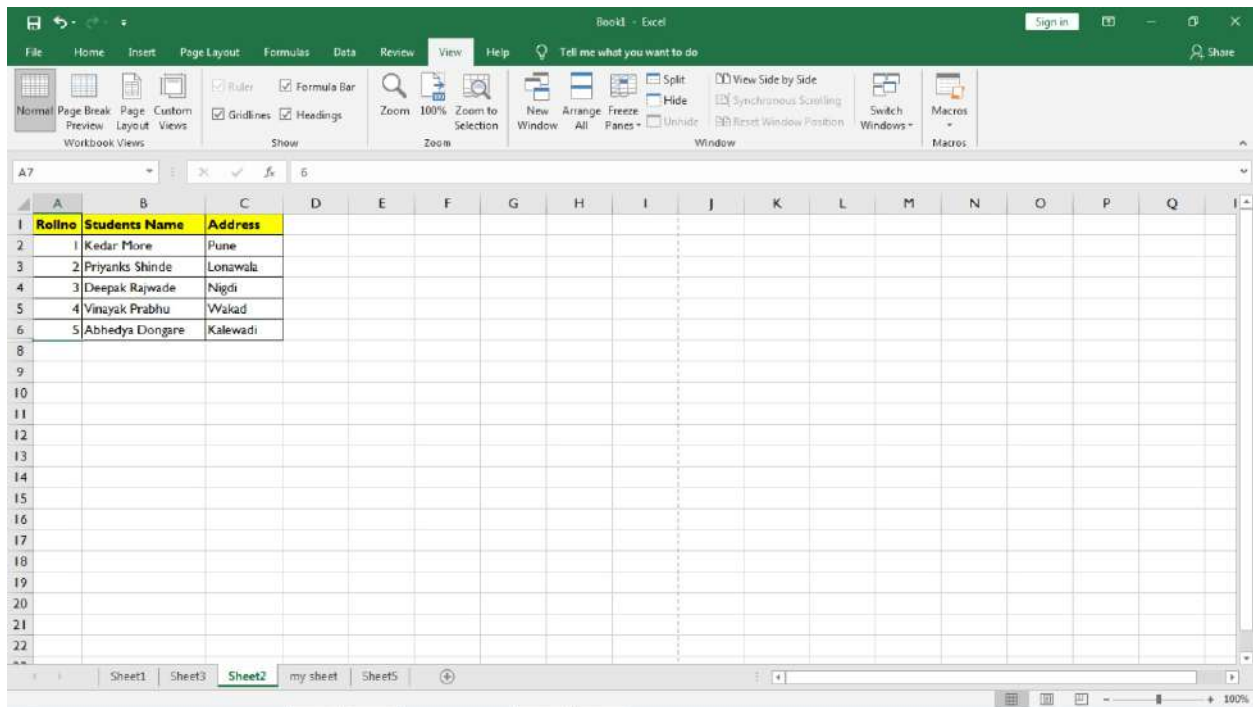 Book1 - Excel
Sign in
File Home Insert Page Layout Formulas Data Review View Help Tell me what you want to do Share
Normal Page Break Preview Page Layout Custom Views
Workbook Views
Ruler Formula Bar
Gridlines Headings
Show
Zoom 100% Zoom to Selection
Zoom
New Window Arrange All Freeze Panes
Split
Hide
Unhide
View Side by Side
Synchronous Scrolling
Reset Window Position
Switch Windows
Window
Macros
Macros
A7 fx 6
A B C D E F G H I J K L M N O P Q
1 Rollno Students Name Address
2 1 Kedar More Pune
3 2 Priyanks Shinde Lonawala
4 3 Deepak Rajwade Nigdi
5 4 Vinayak Prabhu Wakad
6 5 Abhedya Dongare Kalewadi
8
9
10
11
12
13
14
15
16
17
18
19
20
21
22
Sheet1 Sheet3 Sheet2 my sheet Sheet5
100%